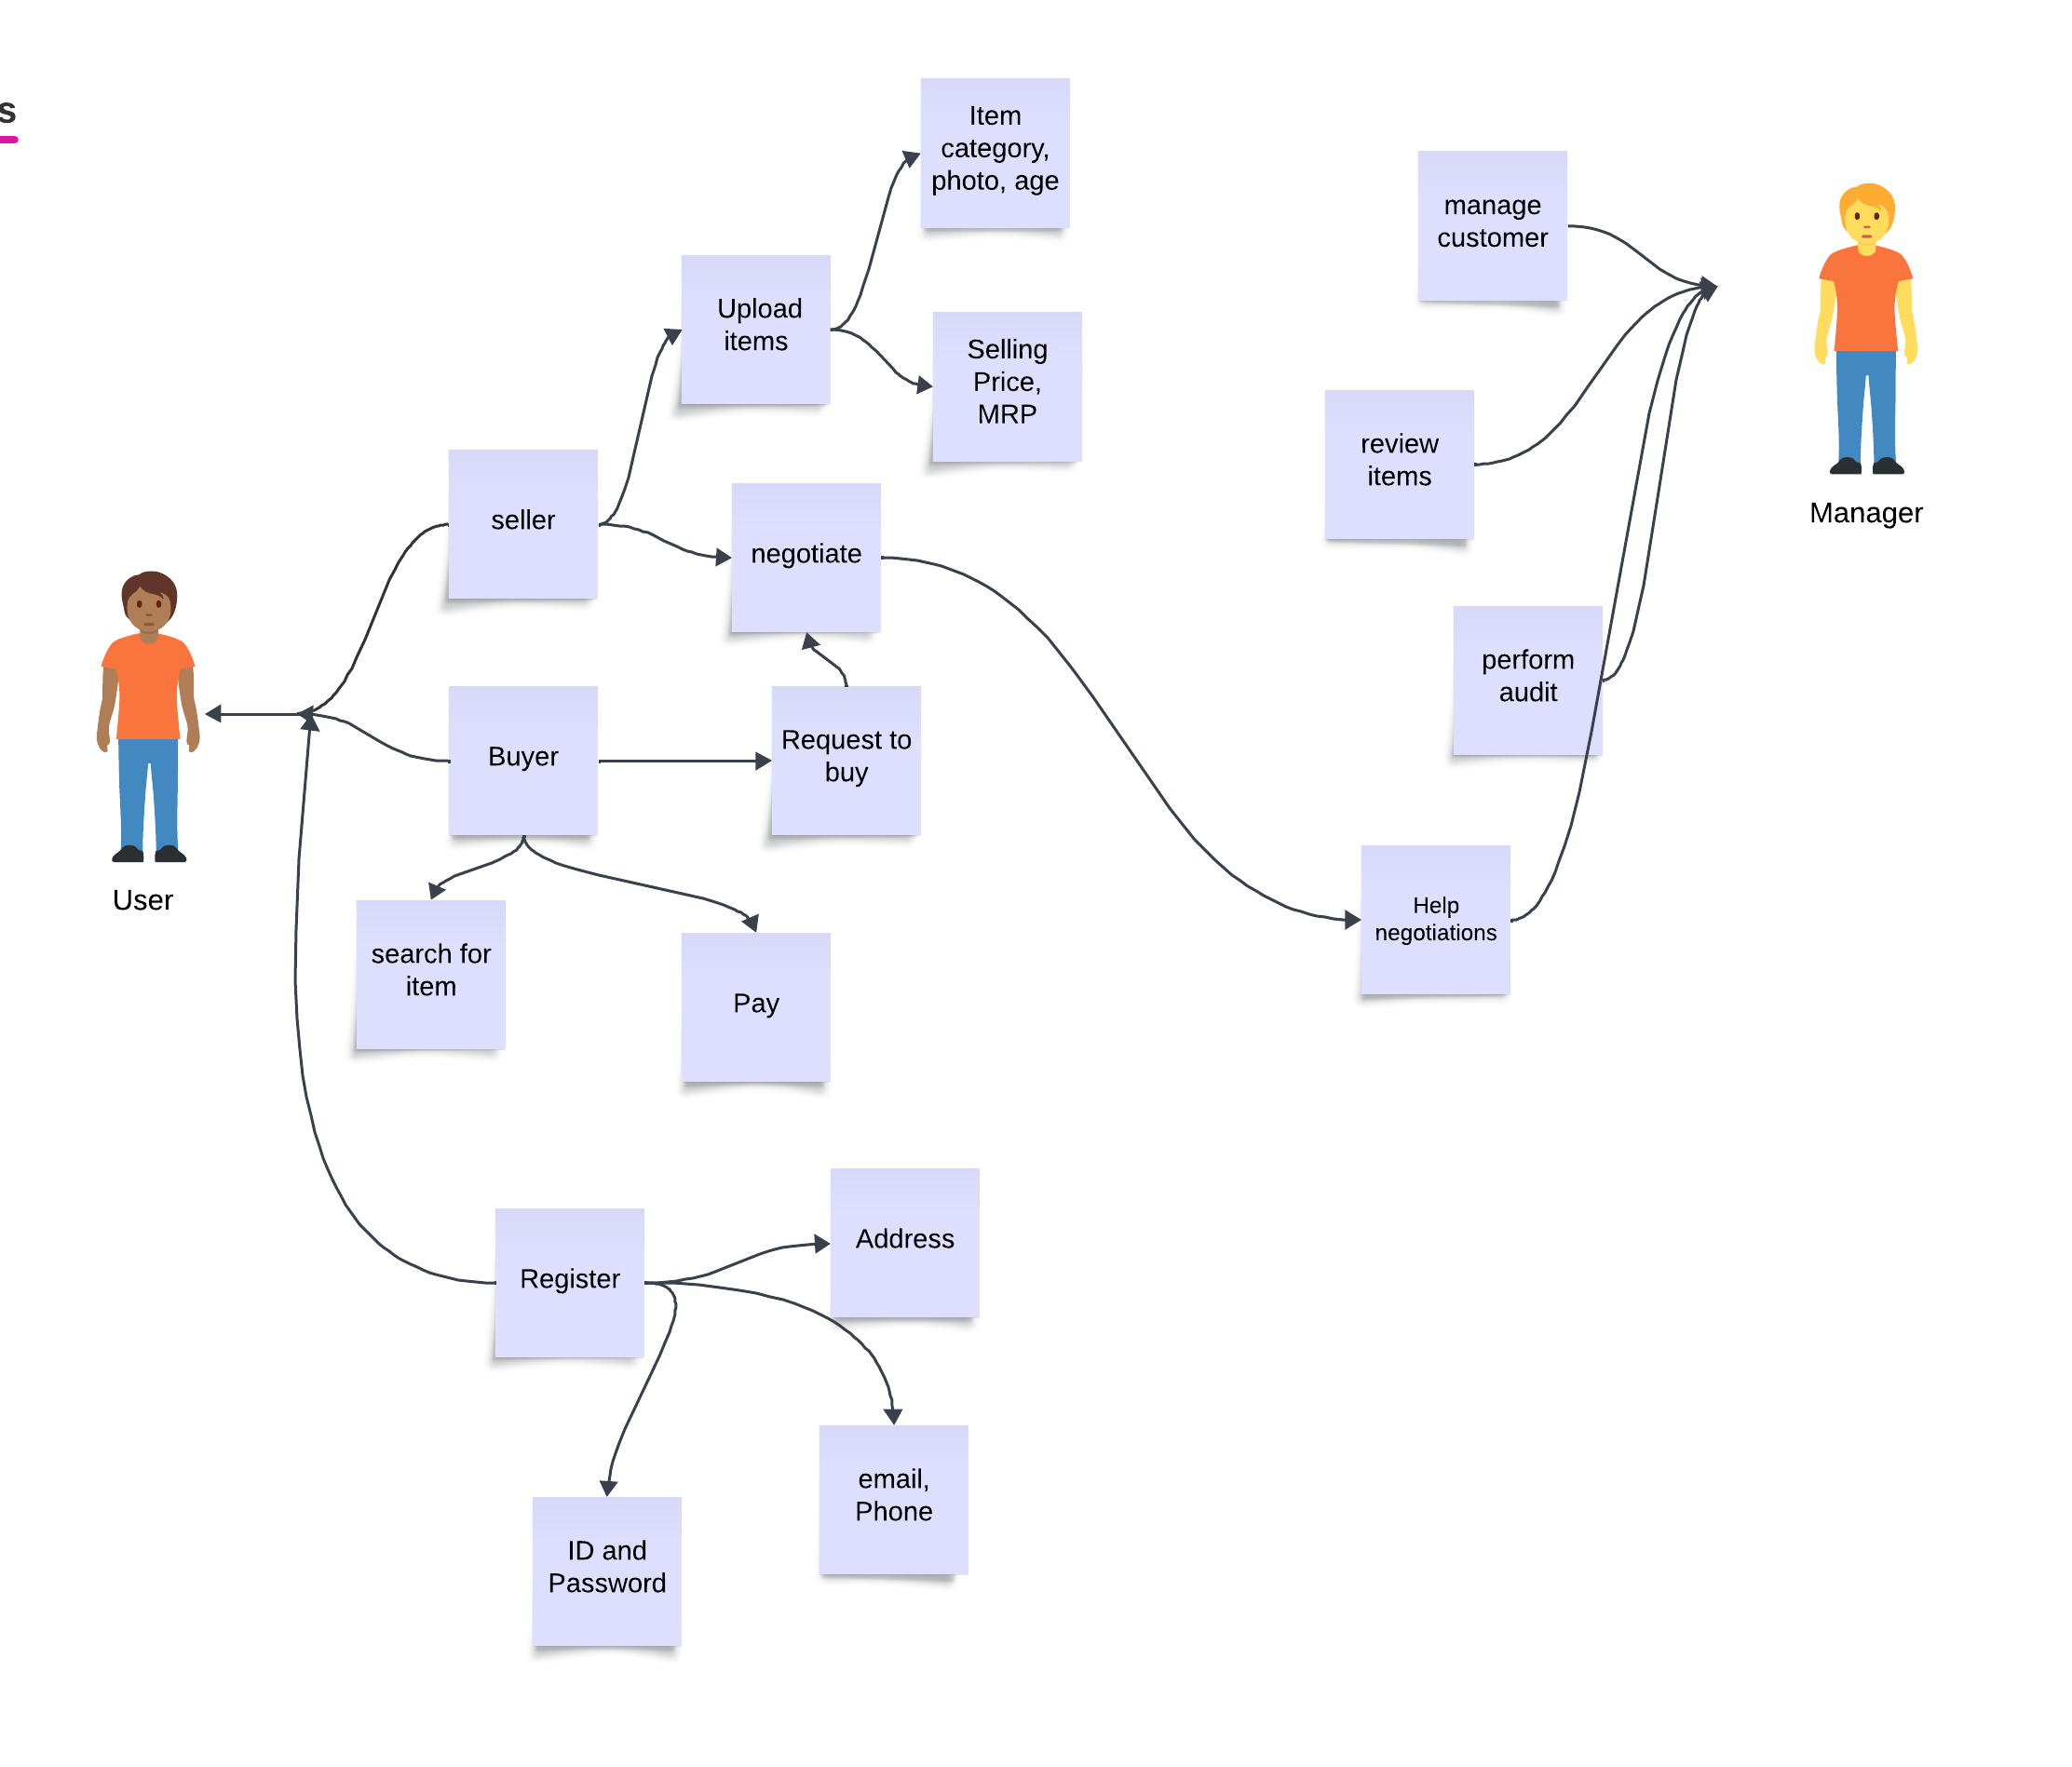 s
Item
category,
photo, age
manage
customer
Upload
items
Selling
Price,
MRP
review
items
seller
negotiate
Manager
perform
audit
Buyer
Request to
buy
User
search for
item
Pay
Help
negotiations
Register
Address
email,
Phone
ID and
Password